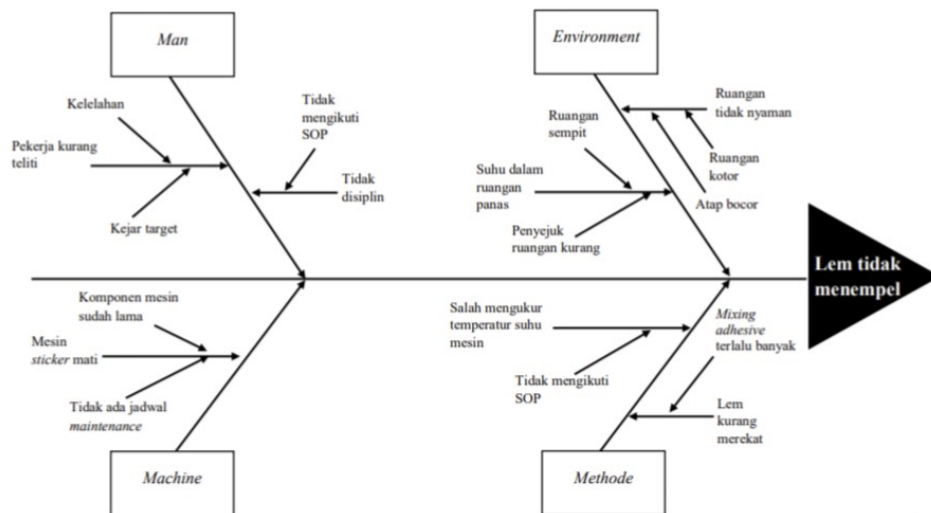 Man
Environment
Kelelahan
Tidak
mengikuti
SOP
Pekerja kurang
teliti
Tidak
disiplin
Kejar target
Ruangan
tidak nyaman
Ruangan
sempit
Ruangan
kotor
Suhu dalam
ruangan
panas
Atap bocor
Penyejuk
ruangan kurang
Lem tidak
menempel
Komponen mesin
sudah lama
Mesin
sticker mati
Tidak ada jadwal
maintenance
Salah mengukur
temperatur suhu
mesin
Mixing
adhesive
terlalu banyak
Tidak mengikuti
SOP
Lem
kurang
merekat
Machine
Methode